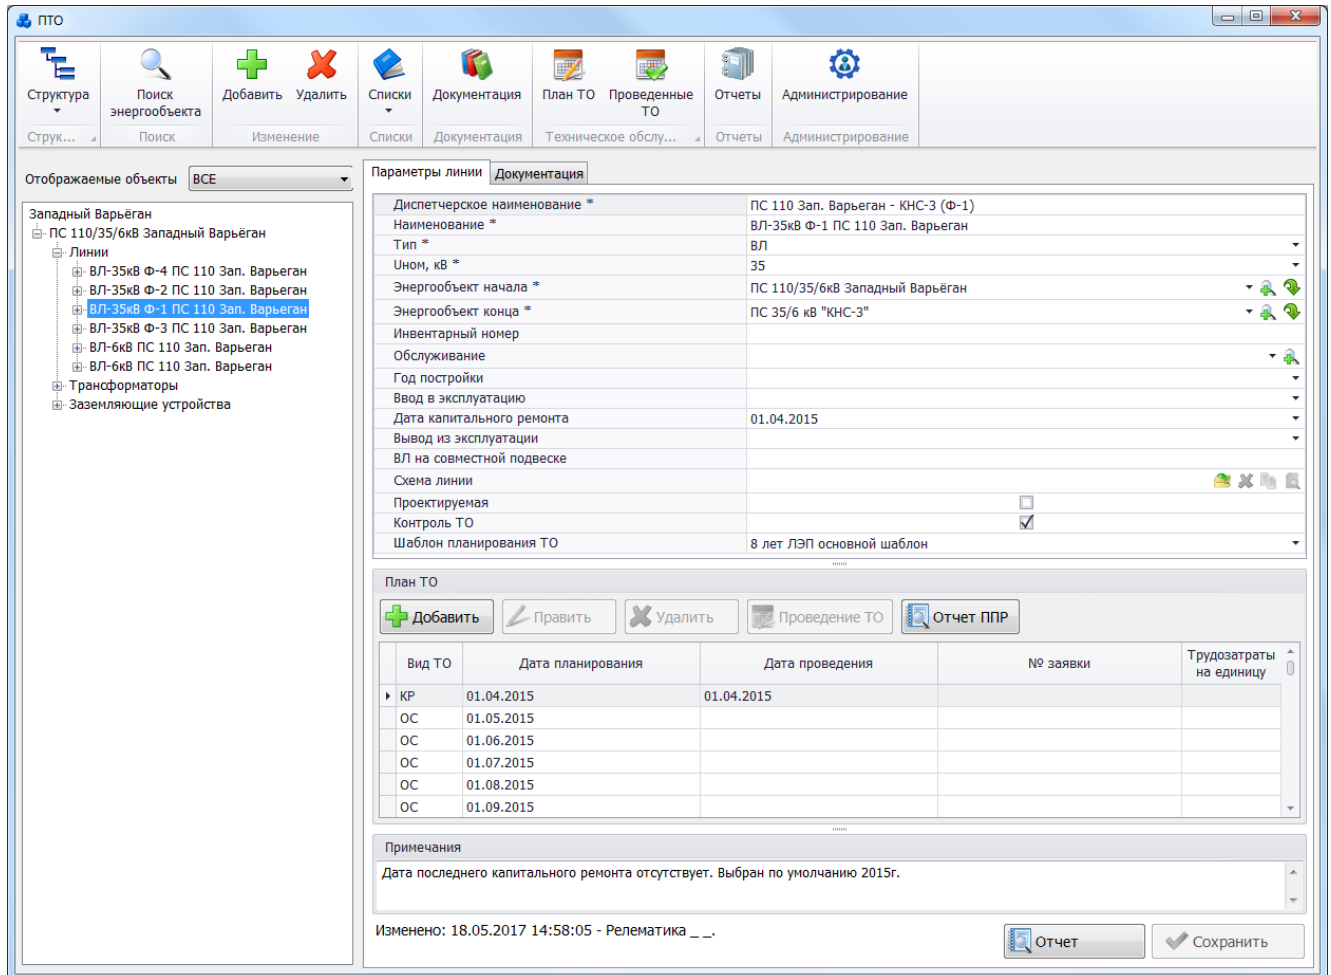 ПТО
Структура
Поиск энергообъекта
Добавить
Удалить
Списки
Документация
План ТО
Проведенные ТО
Отчеты
Администрирование
Струк...
Поиск
Изменение
Списки
Документация
Техническое обслу...
Отчеты
Администрирование
Отображаемые объекты ВСЕ
Западный Варьёган
ПС 110/35/6кВ Западный Варьёган
Линии
ВЛ-35кВ Ф-4 ПС 110 Зап. Варьеган
ВЛ-35кВ Ф-2 ПС 110 Зап. Варьеган
ВЛ-35кВ Ф-1 ПС 110 Зап. Варьеган
ВЛ-35кВ Ф-3 ПС 110 Зап. Варьеган
ВЛ-6кВ ПС 110 Зап. Варьеган
ВЛ-6кВ ПС 110 Зап. Варьеган
Трансформаторы
Заземляющие устройства
Параметры линии Документация
Диспетчерское наименование * ПС 110 Зап. Варьеган - КНС-3 (Ф-1)
Наименование * ВЛ-35кВ Ф-1 ПС 110 Зап. Варьеган
Тип * ВЛ
Uном, кВ * 35
Энергообъект начала * ПС 110/35/6кВ Западный Варьёган
Энергообъект конца * ПС 35/6 кВ "КНС-3"
Инвентарный номер
Обслуживание
Год постройки
Ввод в эксплуатацию
Дата капитального ремонта 01.04.2015
Вывод из эксплуатации
ВЛ на совместной подвеске
Схема линии
Проектируемая
Контроль ТО
Шаблон планирования ТО 8 лет ЛЭП основной шаблон
План ТО
Добавить Править Удалить Проведение ТО Отчет ППР
Вид ТО Дата планирования Дата проведения № заявки Трудозатраты на единицу
КР 01.04.2015 01.04.2015
ОС 01.05.2015
ОС 01.06.2015
ОС 01.07.2015
ОС 01.08.2015
ОС 01.09.2015
Примечания
Дата последнего капитального ремонта отсутствует. Выбран по умолчанию 2015г.
Изменено: 18.05.2017 14:58:05 - Релематика _ _.
Отчет Сохранить